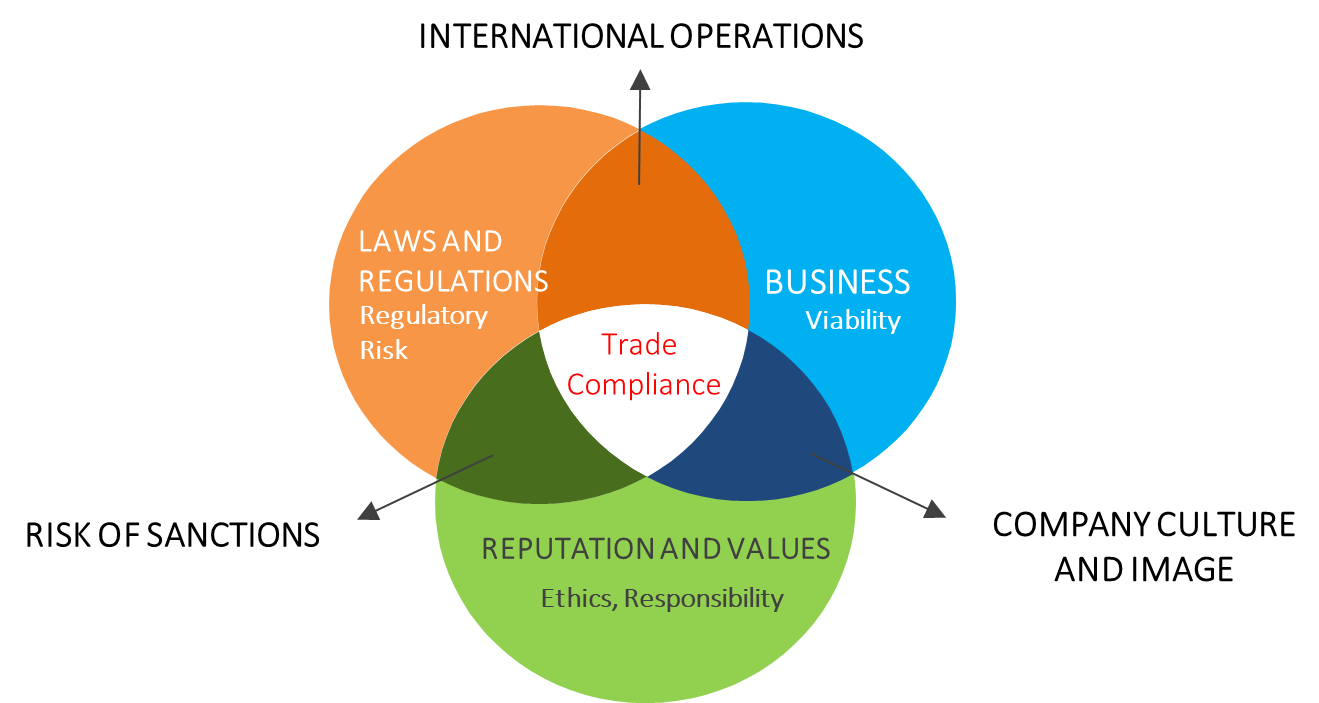 INTERNATIONAL OPERATIONS
LAWS AND
REGULATIONS
Regulatory
Risk
BUSINESS
Viability
Trade
Compliance
RISK OF SANCTIONS
COMPANY CULTURE
AND IMAGE
REPUTATION AND VALUES
Ethics, Responsibility